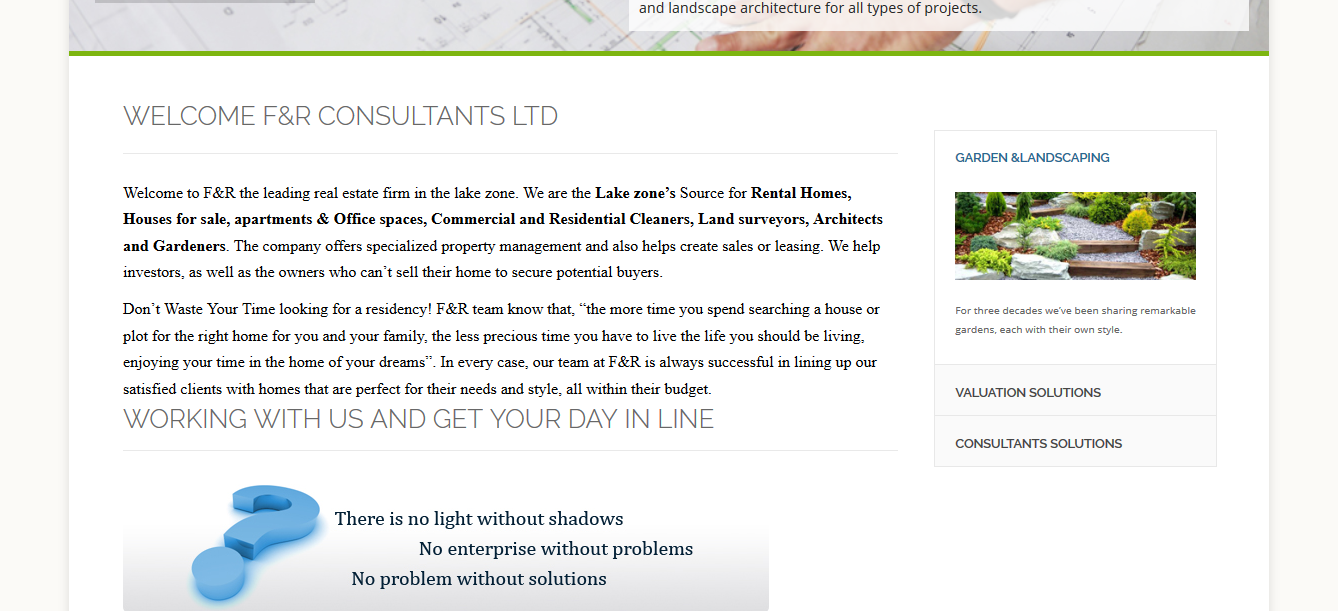 and landscape architecture for all types of projects.
WELCOME F&R CONSULTANTS LTD
Welcome to F&R the leading real estate firm in the lake zone. We are the Lake zone’s Source for Rental Homes,
Houses for sale, apartments & Office spaces, Commercial and Residential Cleaners, Land surveyors, Architects
and Gardeners. The company offers specialized property management and also helps create sales or leasing. We help
investors, as well as the owners who can’t sell their home to secure potential buyers.
Don’t Waste Your Time looking for a residency! F&R team know that, “the more time you spend searching a house or
plot for the right home for you and your family, the less precious time you have to live the life you should be living,
enjoying your time in the home of your dreams”. In every case, our team at F&R is always successful in lining up our
satisfied clients with homes that are perfect for their needs and style, all within their budget.
WORKING WITH US AND GET YOUR DAY IN LINE
There is no light without shadows
No enterprise without problems
No problem without solutions
GARDEN &LANDSCAPING
For three decades we’ve been sharing remarkable
gardens, each with their own style.
VALUATION SOLUTIONS
CONSULTANTS SOLUTIONS